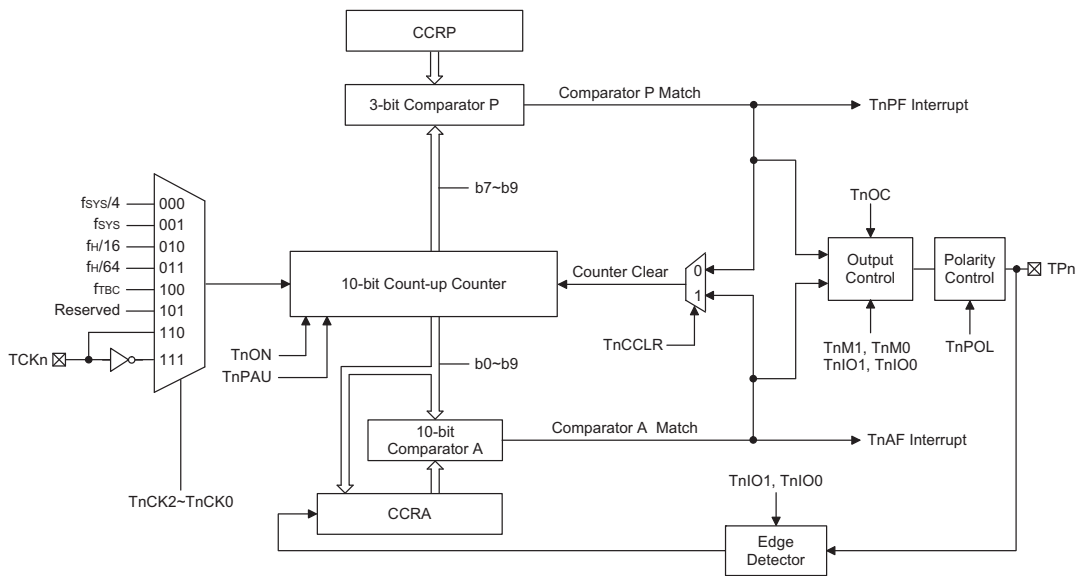 CCRP
3-bit Comparator P
Comparator P Match
TnPF Interrupt
b7~b9
fSYS/4
000
fSYS
001
fH/16
010
fH/64
011
fTBC
100
Reserved
101
110
TCKn
111
TnCK2~TnCK0
10-bit Count-up Counter
TnON
TnPAU
Counter Clear
0
1
TnCCLR
TnOC
Output
Control
Polarity
Control
TPn
TnM1, TnM0
TnIO1, TnIO0
TnPOL
b0~b9
10-bit
Comparator A
Comparator A Match
TnAF Interrupt
CCRA
TnIO1, TnIO0
Edge
Detector